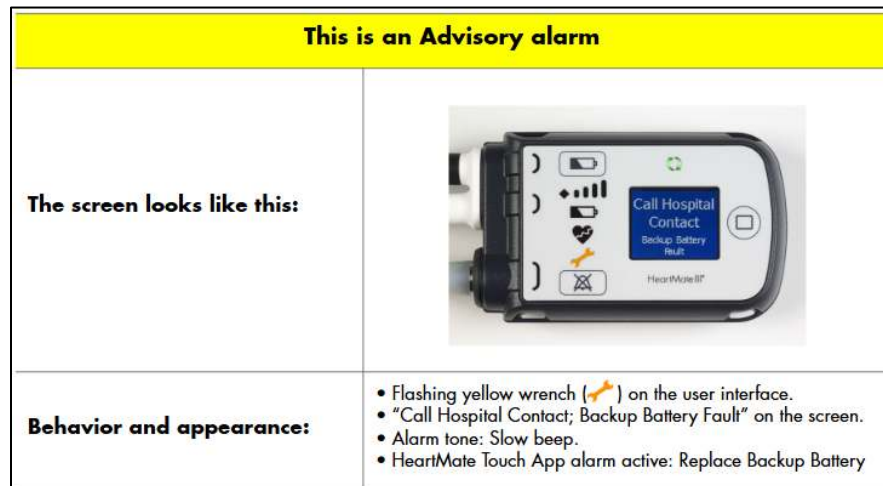 This is an Advisory alarm
The screen looks like this:
Call Hospital
Contact
Backup Battery
Fault
HeartMate III®
Behavior and appearance:
• Flashing yellow wrench ( ) on the user interface.
• “Call Hospital Contact; Backup Battery Fault” on the screen.
• Alarm tone: Slow beep.
• HeartMate Touch App alarm active: Replace Backup Battery